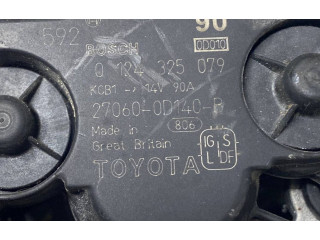 90
592
0D010
BOSCH
0 124 325 079
KCB1 -> 14V 90A
27060-0D140-B
Made in 806
Great Britain
IG S
L DF
TOYOTA